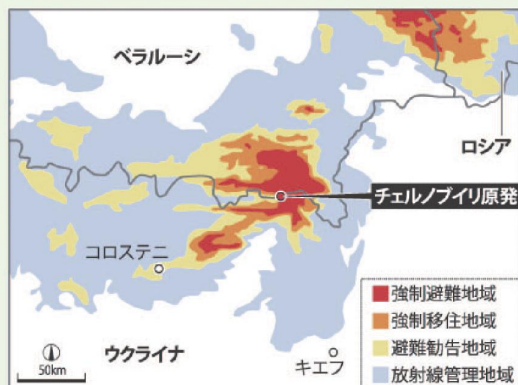 ベラルーシ
ロシア
チェルノブイリ原発
コロステニ
ウクライナ
キエフ
50km
強制避難地域
強制移住地域
避難勧告地域
放射線管理地域